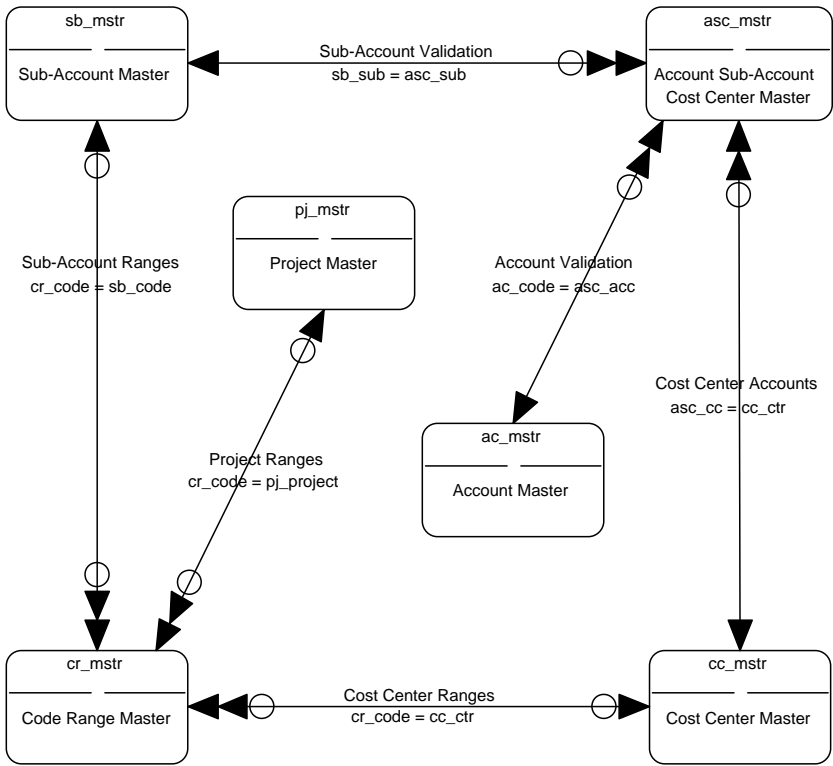 sb_mstr
Sub-Account Master
Sub-Account Validation
sb_sub = asc_sub
asc_mstr
Account Sub-Account
Cost Center Master
pj_mstr
Project Master
Sub-Account Ranges
cr_code = sb_code
Account Validation
ac_code = asc_acc
Cost Center Accounts
asc_cc = cc_ctr
ac_mstr
Account Master
Project Ranges
cr_code = pj_project
cr_mstr
Code Range Master
Cost Center Ranges
cr_code = cc_ctr
cc_mstr
Cost Center Master